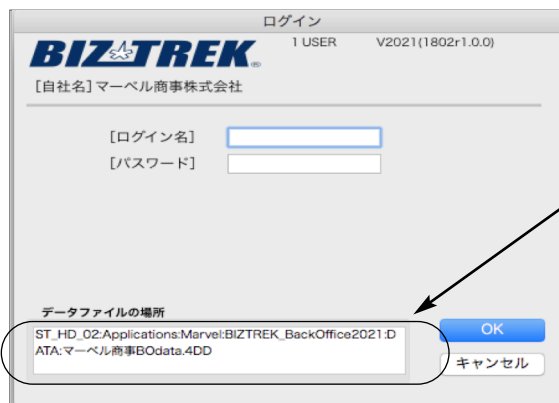 ログイン
BIZ☆TREK®
1 USER V2021(1802r1.0.0)
[自社名]マーベル商事株式会社
[ログイン名]
[パスワード]
データファイルの場所
ST_HD_02:Applications:Marvel:BIZTREK_BackOffice2021:D
ATA:マーベル商事BOdata.4DD
OK
キャンセル